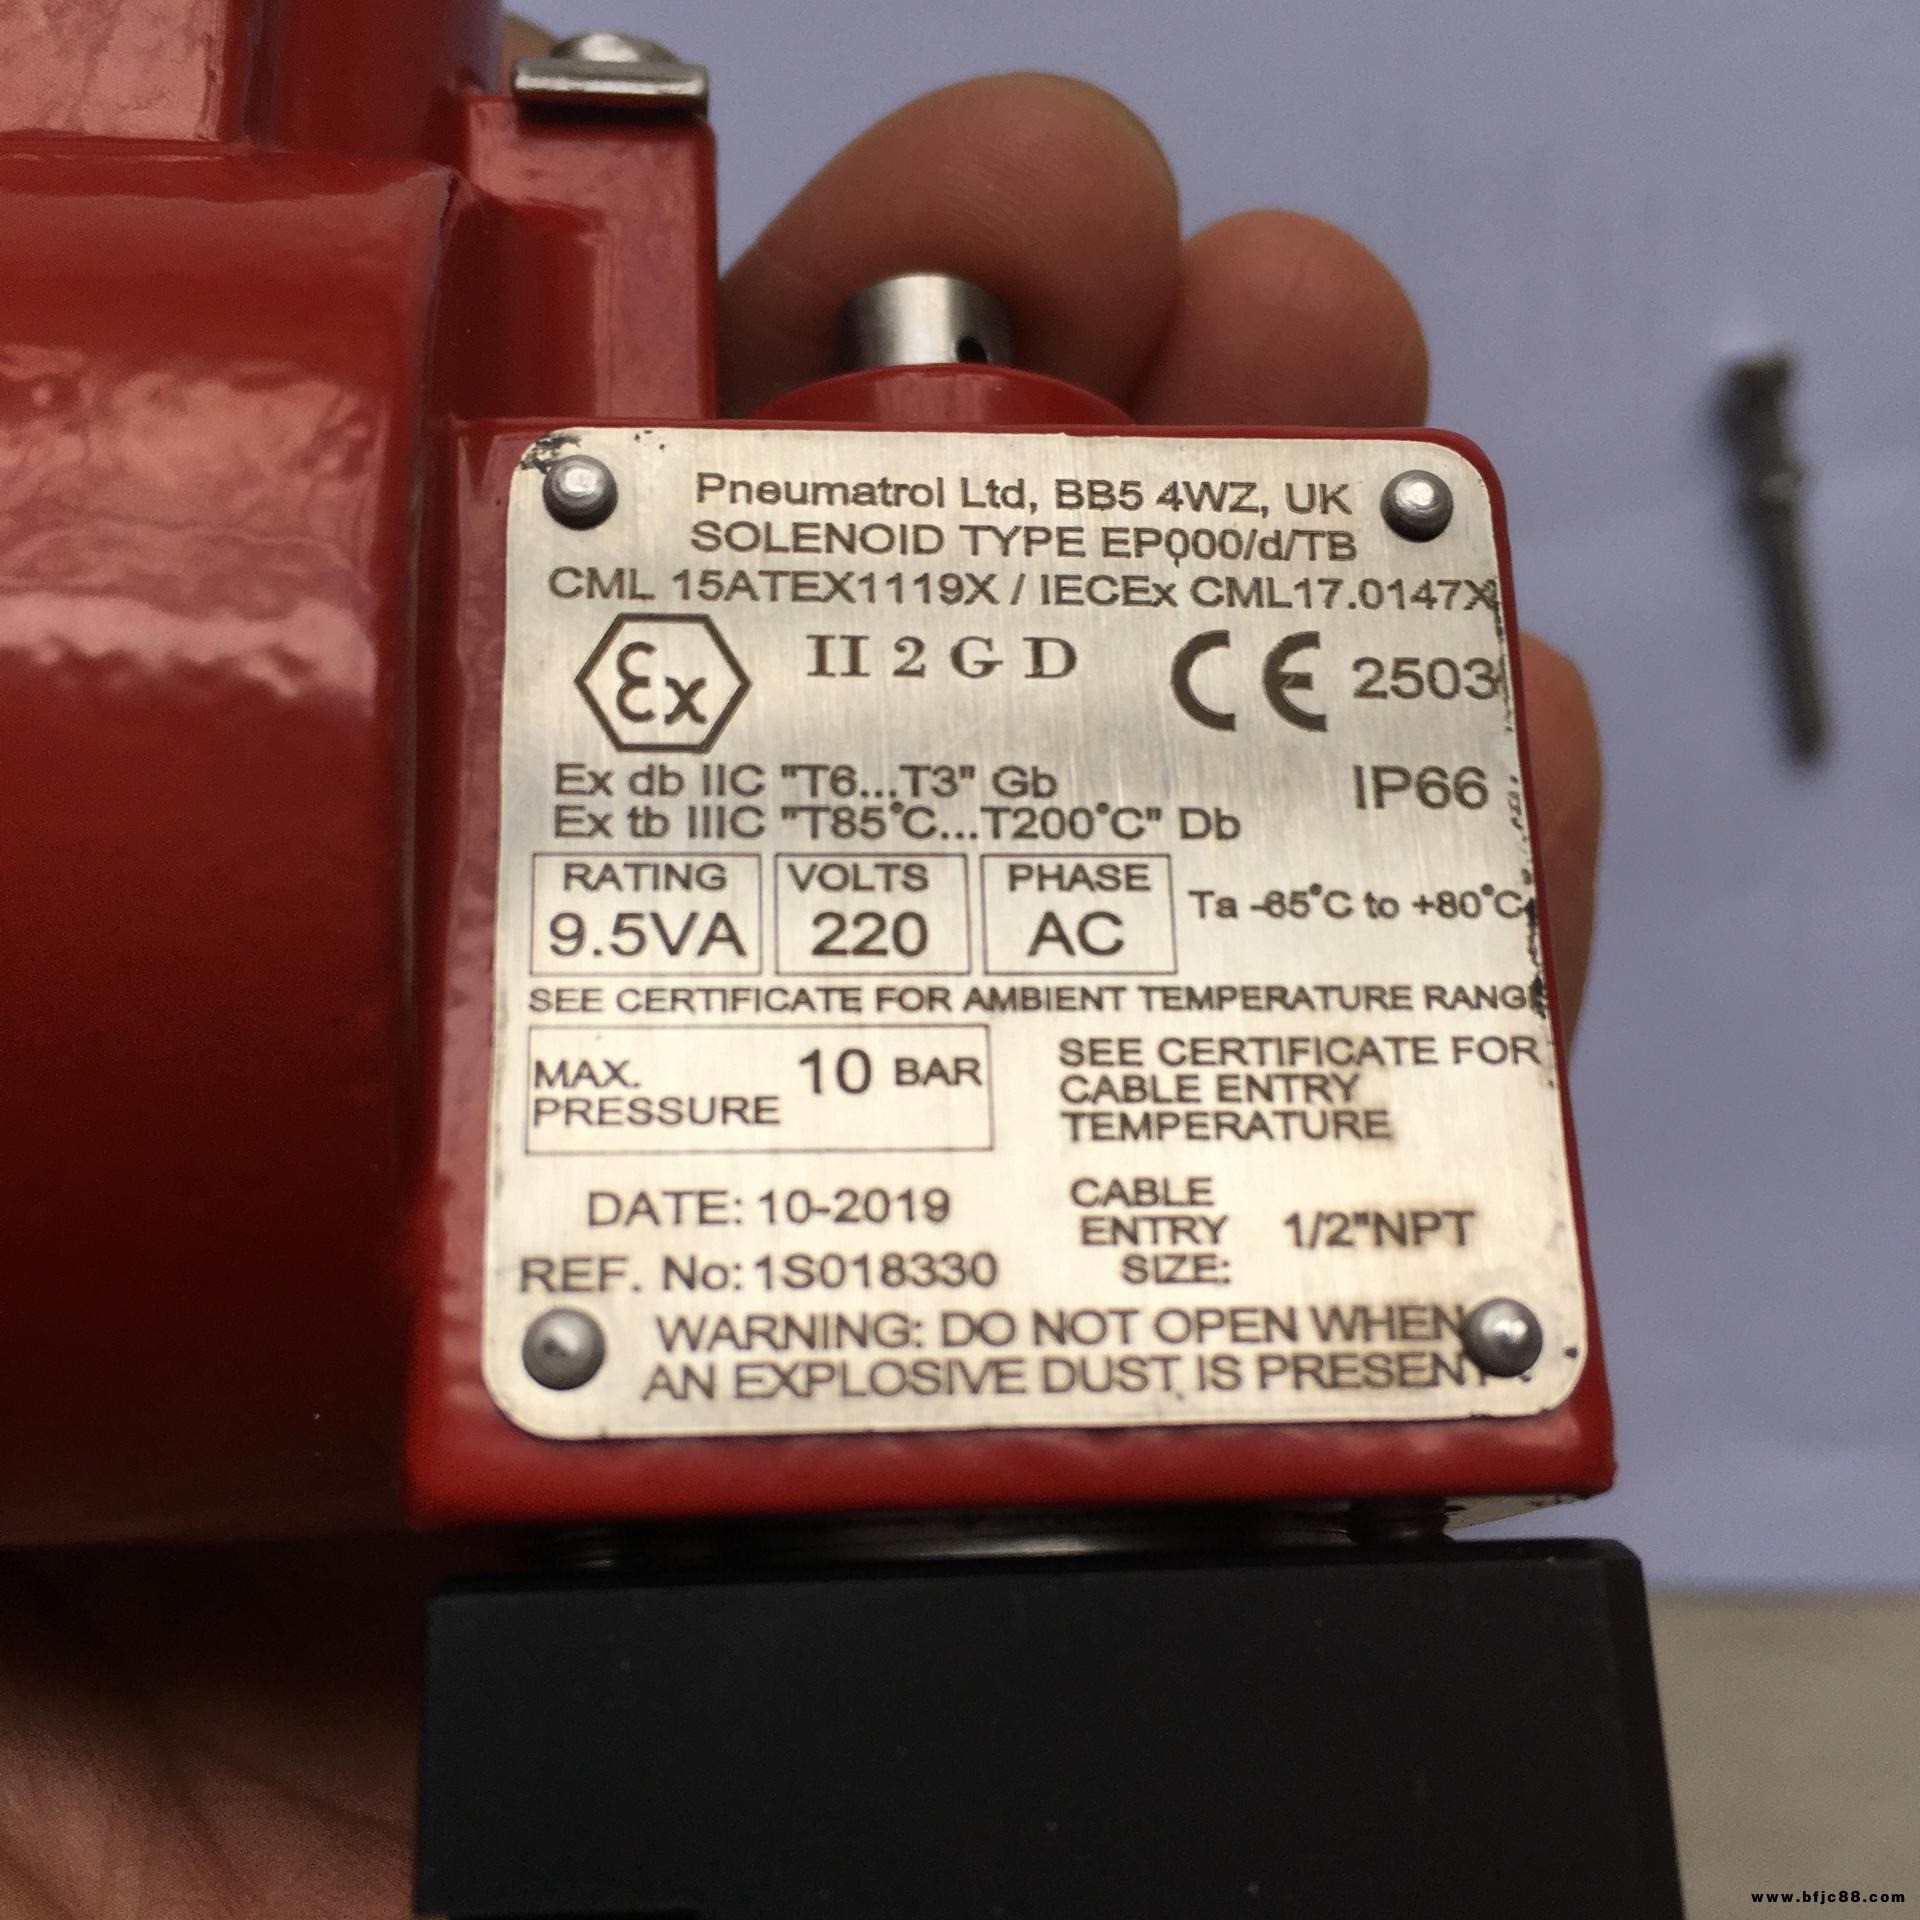 Pneumatrol Ltd, BB5 4WZ, UK
SOLENOID TYPE EP000/d/TB
CML 15ATEX1119X / IECEx CML17.0147X
Ex II 2 G D CE 2503
Ex db IIC "T6...T3" Gb
IP66
Ex tb IIIC "T85°C...T200°C" Db
RATING VOLTS PHASE
9.5VA 220 AC
Ta -65°C to +80°C
SEE CERTIFICATE FOR AMBIENT TEMPERATURE RANGE
MAX. PRESSURE 10 BAR
SEE CERTIFICATE FOR
CABLE ENTRY
TEMPERATURE
DATE: 10-2019
REF. No: 1S018330
CABLE
ENTRY 1/2"NPT
SIZE:
WARNING: DO NOT OPEN WHEN
AN EXPLOSIVE DUST IS PRESENT
www.bfjc88.com